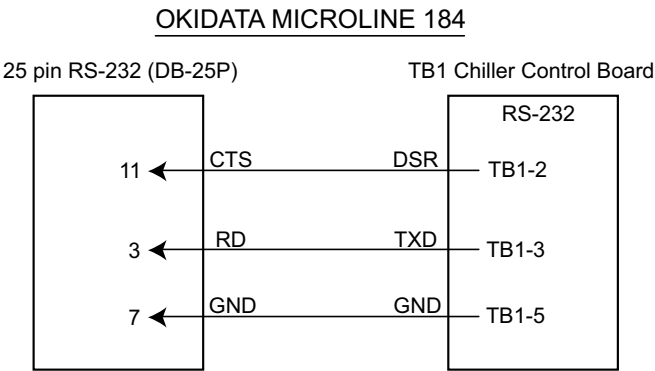 OKIDATA MICROLINE 184
25 pin RS-232 (DB-25P) TB1 Chiller Control Board
RS-232
11 CTS DSR TB1-2
3 RD TXD TB1-3
7 GND GND TB1-5